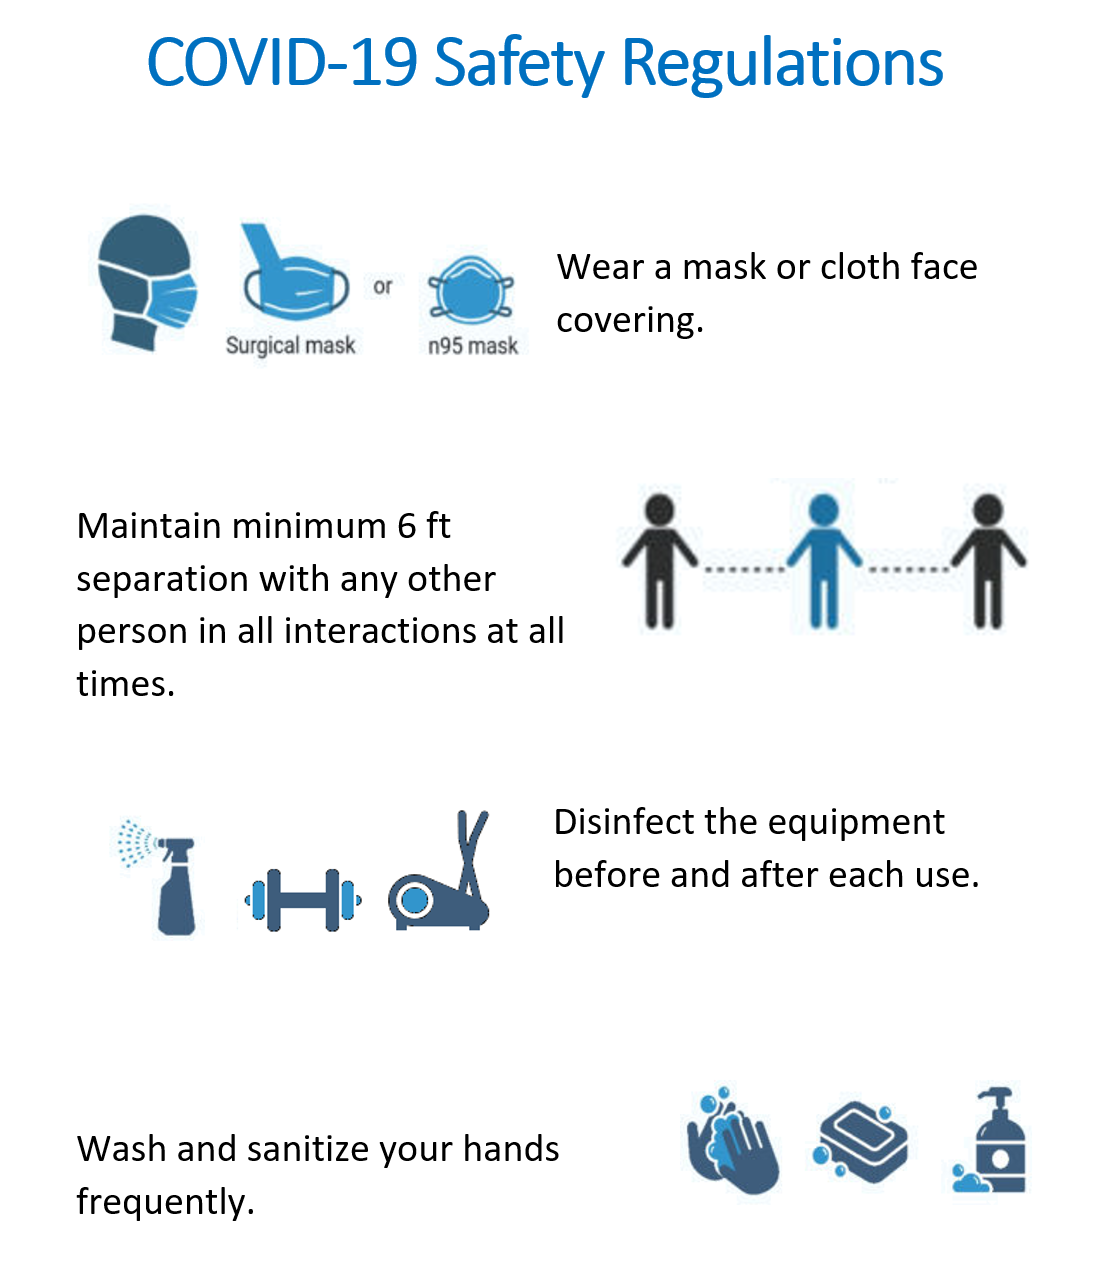 COVID-19 Safety Regulations
Wear a mask or cloth face
covering.
or
Surgical mask
n95 mask
Maintain minimum 6 ft
separation with any other
person in all interactions at all
times.
Disinfect the equipment
before and after each use.
Wash and sanitize your hands
frequently.